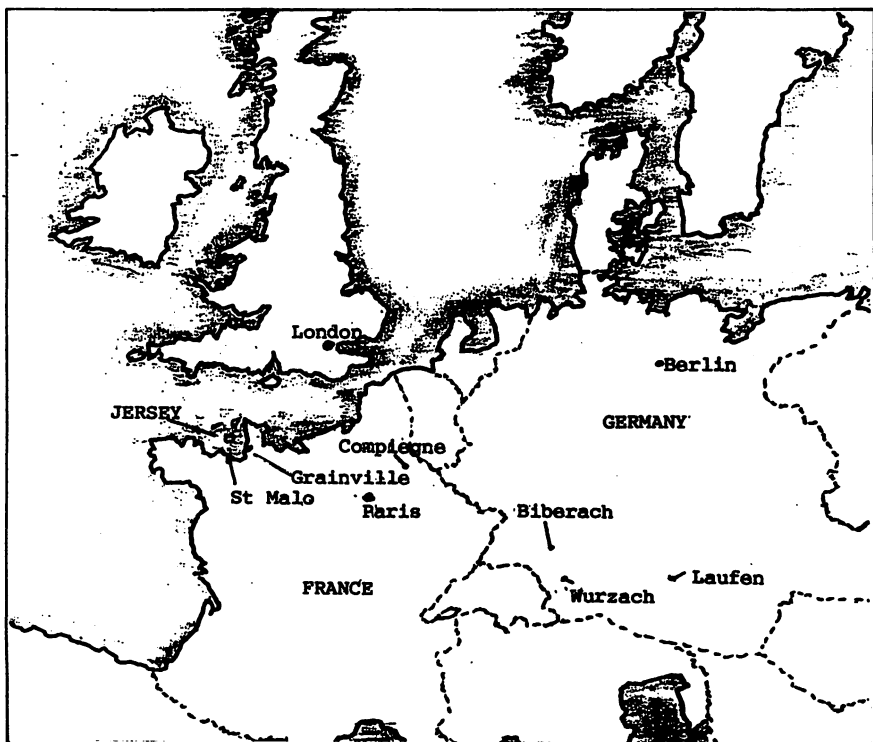 London
Berlin
JERSEY
GERMANY
Compiegne
Grainville
St Malo
Paris
Biberach
FRANCE
Wurzach
Laufen